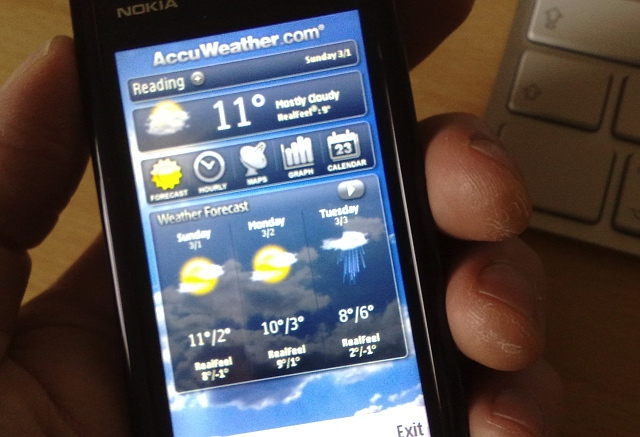 NOKIA
AccuWeather.com®
Sunday 3/1
Reading
11° Mostly Cloudy
RealFeel®: 9°
FORECAST HOURLY MAPS GRAPH CALENDAR
23
Weather Forecast
Sunday Monday Tuesday
3/1 3/2 3/3
11°/2° 10°/3° 8°/6°
RealFeel RealFeel RealFeel
8°/-1° 9°/1° 2°/-1°
Exit